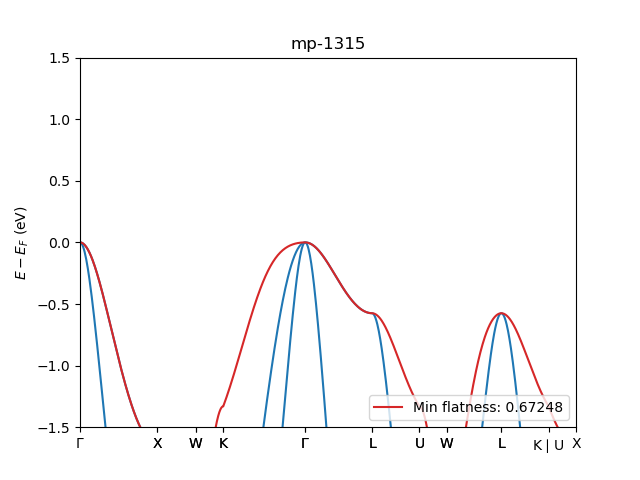 mp-1315
E − E_F (eV)
1.5
1.0
0.5
0.0
−0.5
−1.0
−1.5
Min flatness: 0.67248
Γ X W K Γ L U W L K | U X